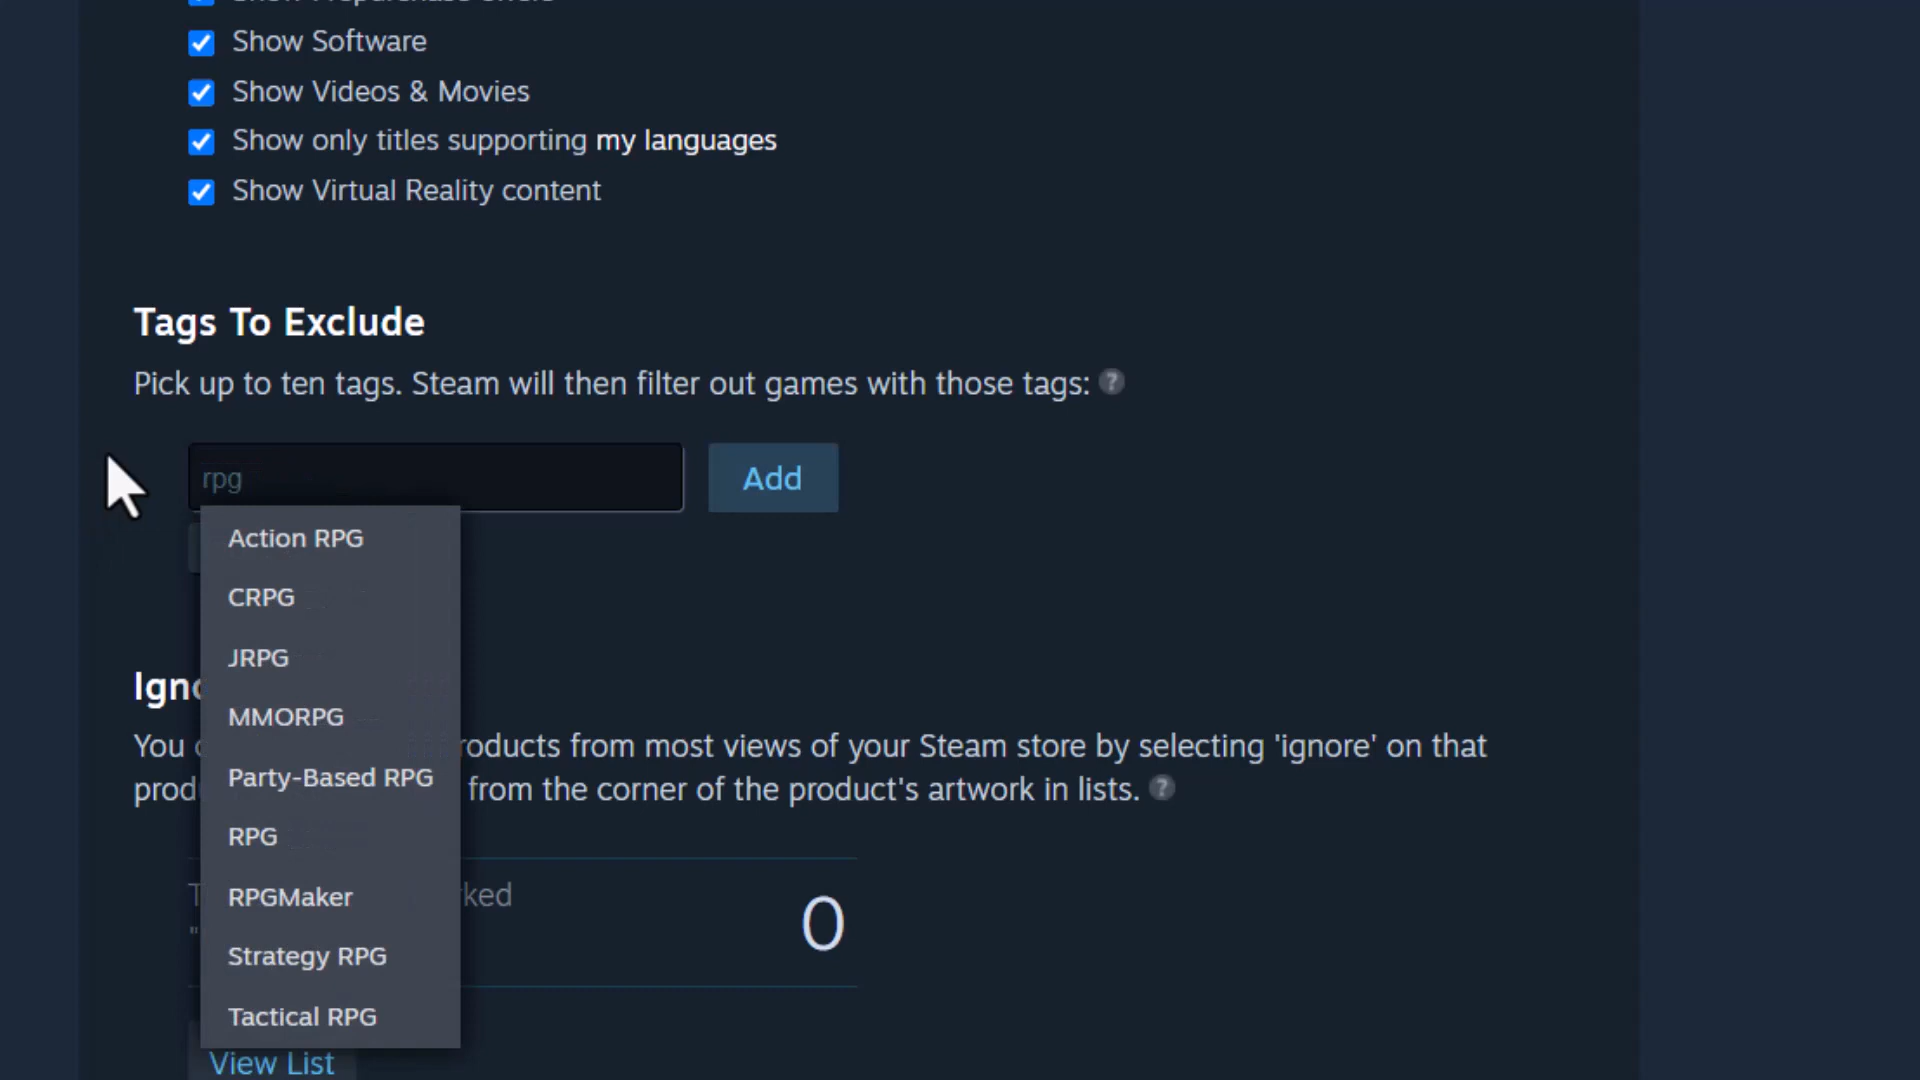 Show Software
Show Videos & Movies
Show only titles supporting my languages
Show Virtual Reality content
Tags To Exclude
Pick up to ten tags. Steam will then filter out games with those tags: ?
rpg
Add
Action RPG
CRPG
JRPG
MMORPG
Party-Based RPG
RPG
RPGMaker
Strategy RPG
Tactical RPG
You roducts from most views of your Steam store by selecting 'ignore' on that
from the corner of the product's artwork in lists. ?
0
View List